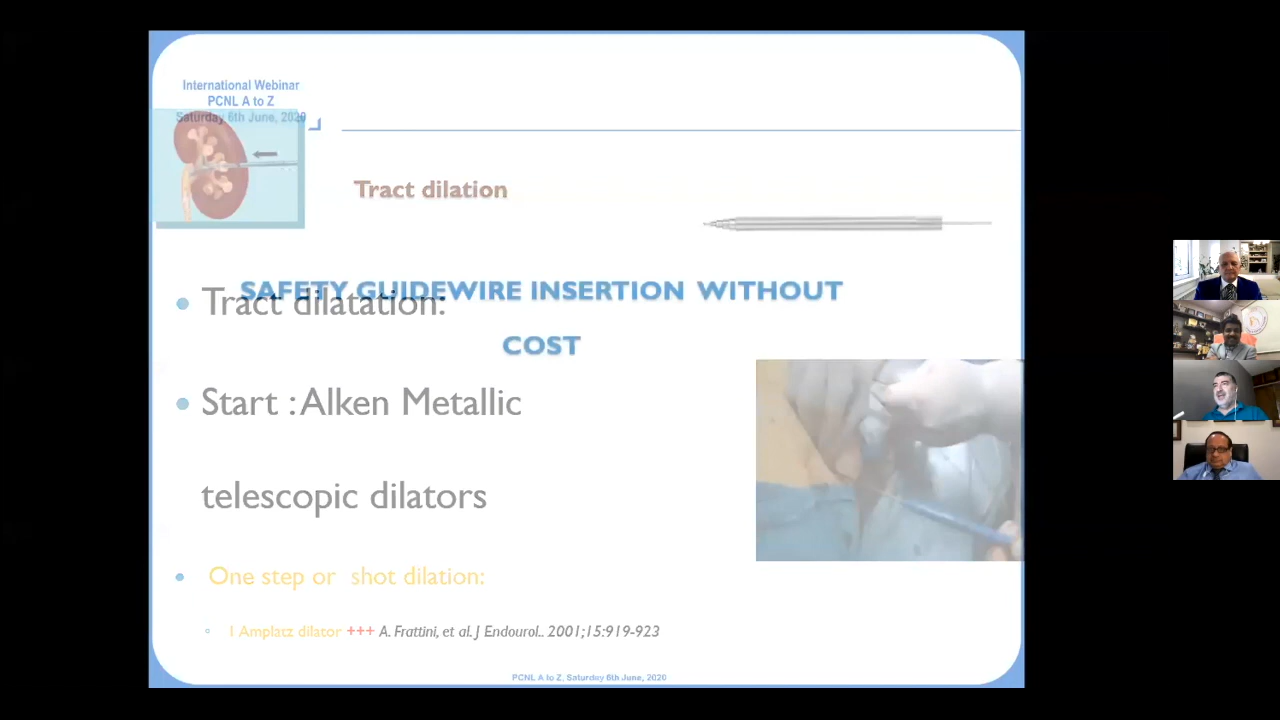 International Webinar
PCNL A to Z
Saturday 6th June, 2020
Tract dilation
SAFETY GUIDEWIRE INSERTION WITHOUT
COST
• Tract dilatation:
• Start : Alken Metallic
telescopic dilators
• One step or shot dilation:
◦ 1 Amplatz dilator +++ A. Frattini, et al. J Endourol.. 2001;15:919-923
PCNL A to Z, Saturday 6th June, 2020